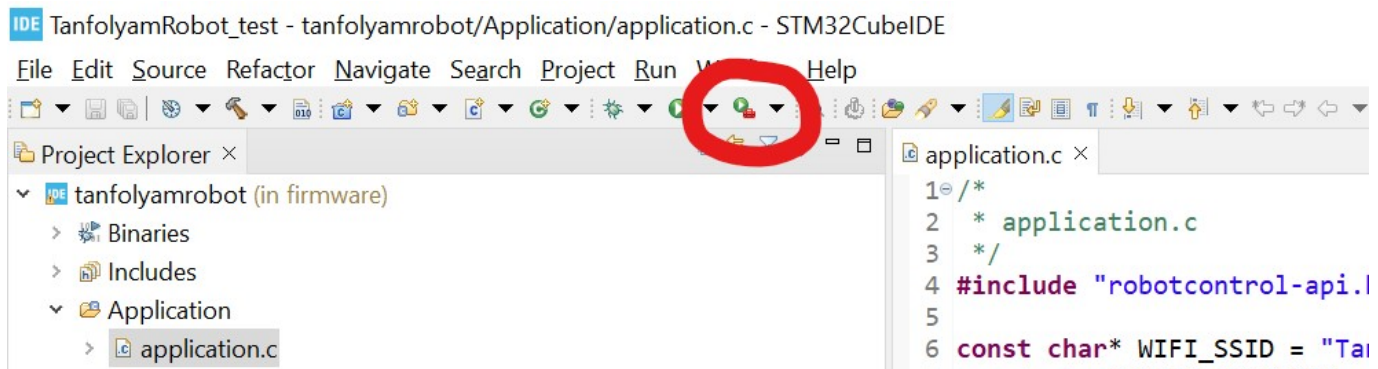 IDE TanfolyamRobot_test - tanfolyamrobot/Application/application.c - STM32CubeIDE
File Edit Source Refactor Navigate Search Project Run Help
010
Project Explorer ×
application.c ×
IDE tanfolyamrobot (in firmware)
Binaries
Includes
Application
application.c
1 /*
2 * application.c
3 */
4 #include "robotcontrol-api.
5
6 const char* WIFI_SSID = "Ta